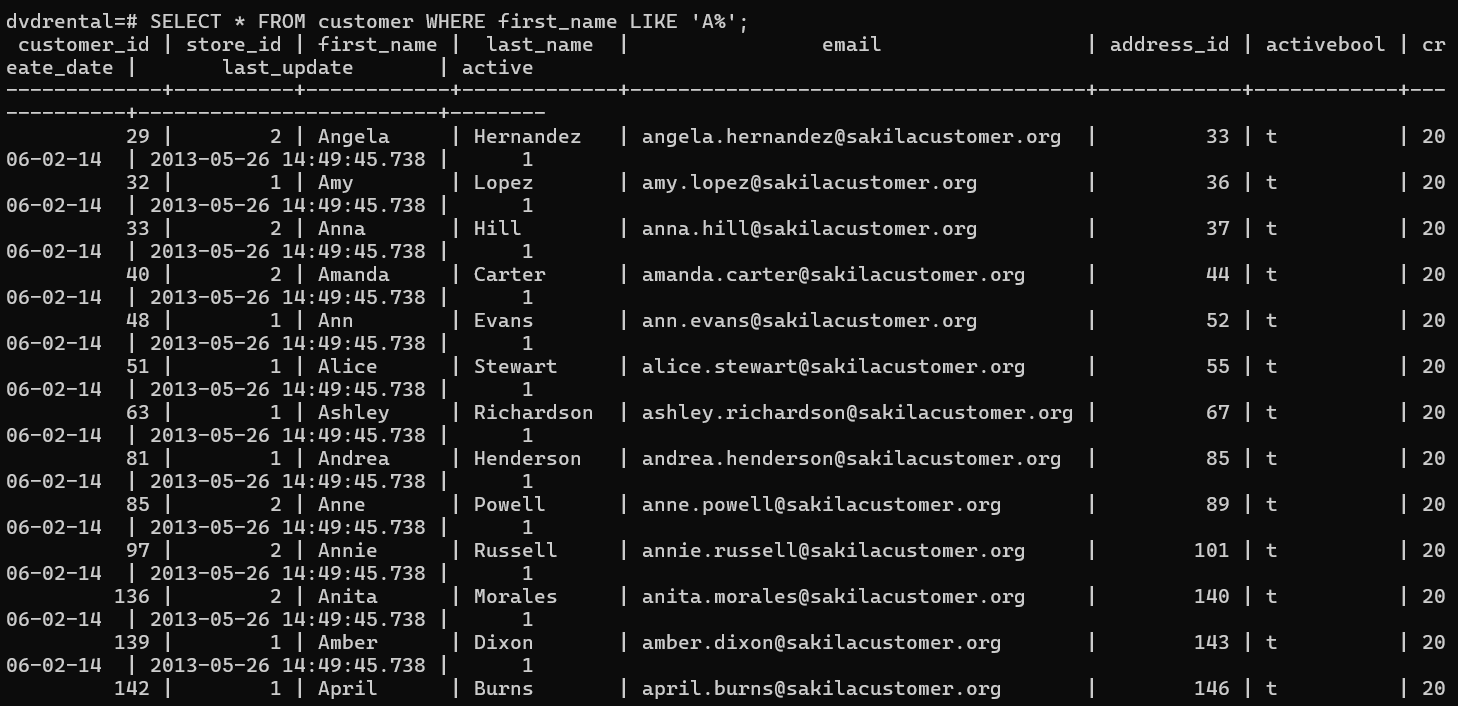 dvdrental=# SELECT * FROM customer WHERE first_name LIKE 'A%';
 customer_id | store_id | first_name |  last_name  |                email                 | address_id | activebool | cr
eate_date |       last_update       | active
-------------+----------+------------+-------------+--------------------------------------+------------+------------+---
----------+-------------------------+--------
          29 |        2 | Angela     | Hernandez   | angela.hernandez@sakilacustomer.org  |         33 | t          | 20
06-02-14  | 2013-05-26 14:49:45.738 |      1
          32 |        1 | Amy        | Lopez       | amy.lopez@sakilacustomer.org         |         36 | t          | 20
06-02-14  | 2013-05-26 14:49:45.738 |      1
          33 |        2 | Anna       | Hill        | anna.hill@sakilacustomer.org         |         37 | t          | 20
06-02-14  | 2013-05-26 14:49:45.738 |      1
          40 |        2 | Amanda     | Carter      | amanda.carter@sakilacustomer.org     |         44 | t          | 20
06-02-14  | 2013-05-26 14:49:45.738 |      1
          48 |        1 | Ann        | Evans       | ann.evans@sakilacustomer.org         |         52 | t          | 20
06-02-14  | 2013-05-26 14:49:45.738 |      1
          51 |        1 | Alice      | Stewart     | alice.stewart@sakilacustomer.org     |         55 | t          | 20
06-02-14  | 2013-05-26 14:49:45.738 |      1
          63 |        1 | Ashley     | Richardson  | ashley.richardson@sakilacustomer.org |         67 | t          | 20
06-02-14  | 2013-05-26 14:49:45.738 |      1
          81 |        1 | Andrea     | Henderson   | andrea.henderson@sakilacustomer.org  |         85 | t          | 20
06-02-14  | 2013-05-26 14:49:45.738 |      1
          85 |        2 | Anne       | Powell      | anne.powell@sakilacustomer.org       |         89 | t          | 20
06-02-14  | 2013-05-26 14:49:45.738 |      1
          97 |        2 | Annie      | Russell     | annie.russell@sakilacustomer.org     |        101 | t          | 20
06-02-14  | 2013-05-26 14:49:45.738 |      1
         136 |        2 | Anita      | Morales     | anita.morales@sakilacustomer.org     |        140 | t          | 20
06-02-14  | 2013-05-26 14:49:45.738 |      1
         139 |        1 | Amber      | Dixon       | amber.dixon@sakilacustomer.org       |        143 | t          | 20
06-02-14  | 2013-05-26 14:49:45.738 |      1
         142 |        1 | April      | Burns       | april.burns@sakilacustomer.org       |        146 | t          | 20